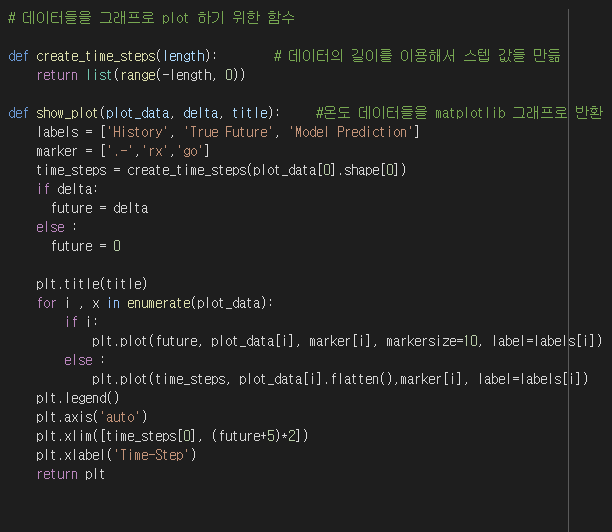 # 데이터들을 그래프로 plot 하기 위한 함수
def create_time_steps(length): # 데이터의 길이를 이용해서 스텝 값을 만듦
return list(range(-length, 0))
def show_plot(plot_data, delta, title): #온도 데이터들을 matplotlib 그래프로 반환
labels = ['History', 'True Future', 'Model Prediction']
marker = ['.-','rx','go']
time_steps = create_time_steps(plot_data[0].shape[0])
if delta:
future = delta
else :
future = 0
plt.title(title)
for i , x in enumerate(plot_data):
if i:
plt.plot(future, plot_data[i], marker[i], markersize=10, label=labels[i])
else :
plt.plot(time_steps, plot_data[i].flatten(),marker[i], label=labels[i])
plt.legend()
plt.axis('auto')
plt.xlim([time_steps[0], (future+5)*2])
plt.xlabel('Time-Step')
return plt